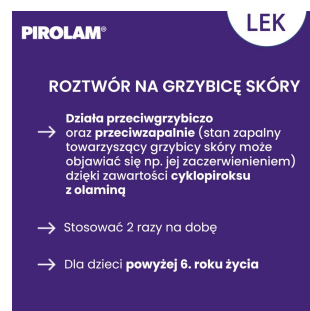 LEK
PIROLAM®
ROZTWÓR NA GRZYBICĘ SKÓRY
Działa przeciwgrzybiczo
oraz przeciwzapalnie (stan zapalny
towarzyszący grzybicy skóry może
objawiać się np. jej zaczerwienieniem)
dzięki zawartości cyklopiroksu
z olaminą
Stosować 2 razy na dobę
Dla dzieci powyżej 6. roku życia